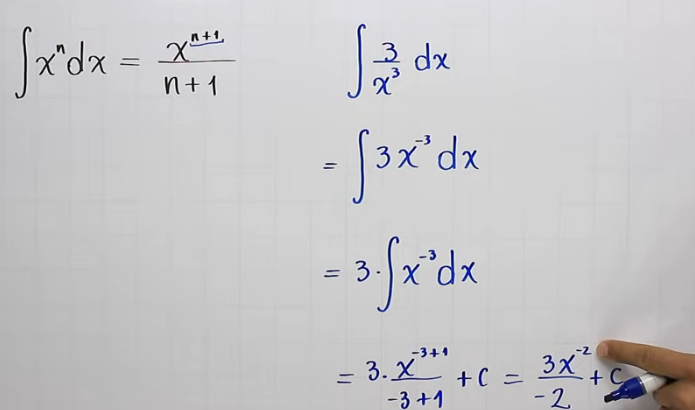 ∫xⁿdx = xⁿ⁺¹/(n+1)
∫3/x³ dx
= ∫3x⁻³dx
= 3·∫x⁻³dx
= 3·x⁻³⁺¹/(-3+1) + C = 3x⁻²/-2 + C